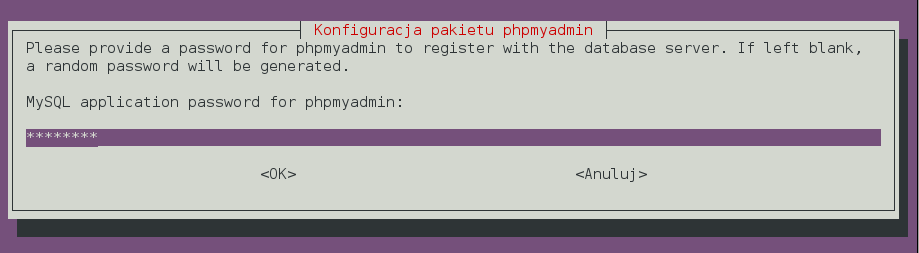 Konfiguracja pakietu phpmyadmin
Please provide a password for phpmyadmin to register with the database server. If left blank,
a random password will be generated.
MySQL application password for phpmyadmin:
********
<OK> <Anuluj>